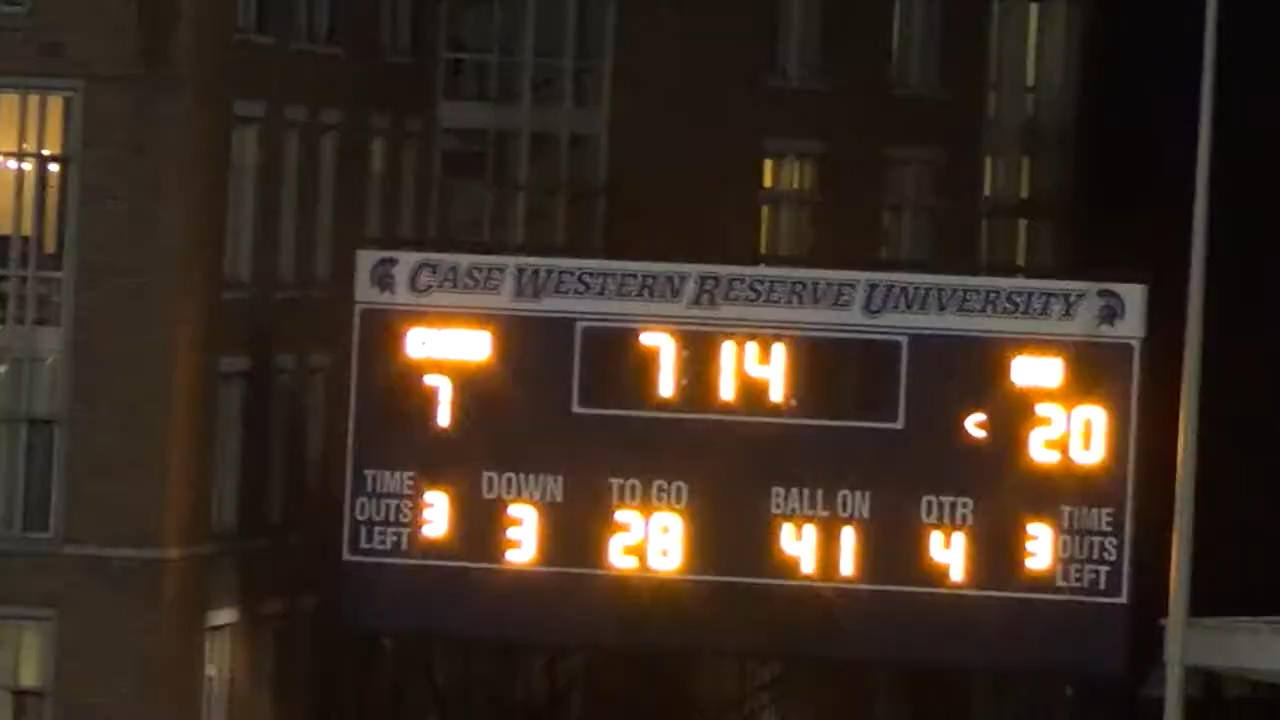 CASE WESTERN RESERVE UNIVERSITY
7:14
7
< 20
TIME OUTS LEFT 3
DOWN 3
TO GO 28
BALL ON 41
QTR 4
3 TIME OUTS LEFT